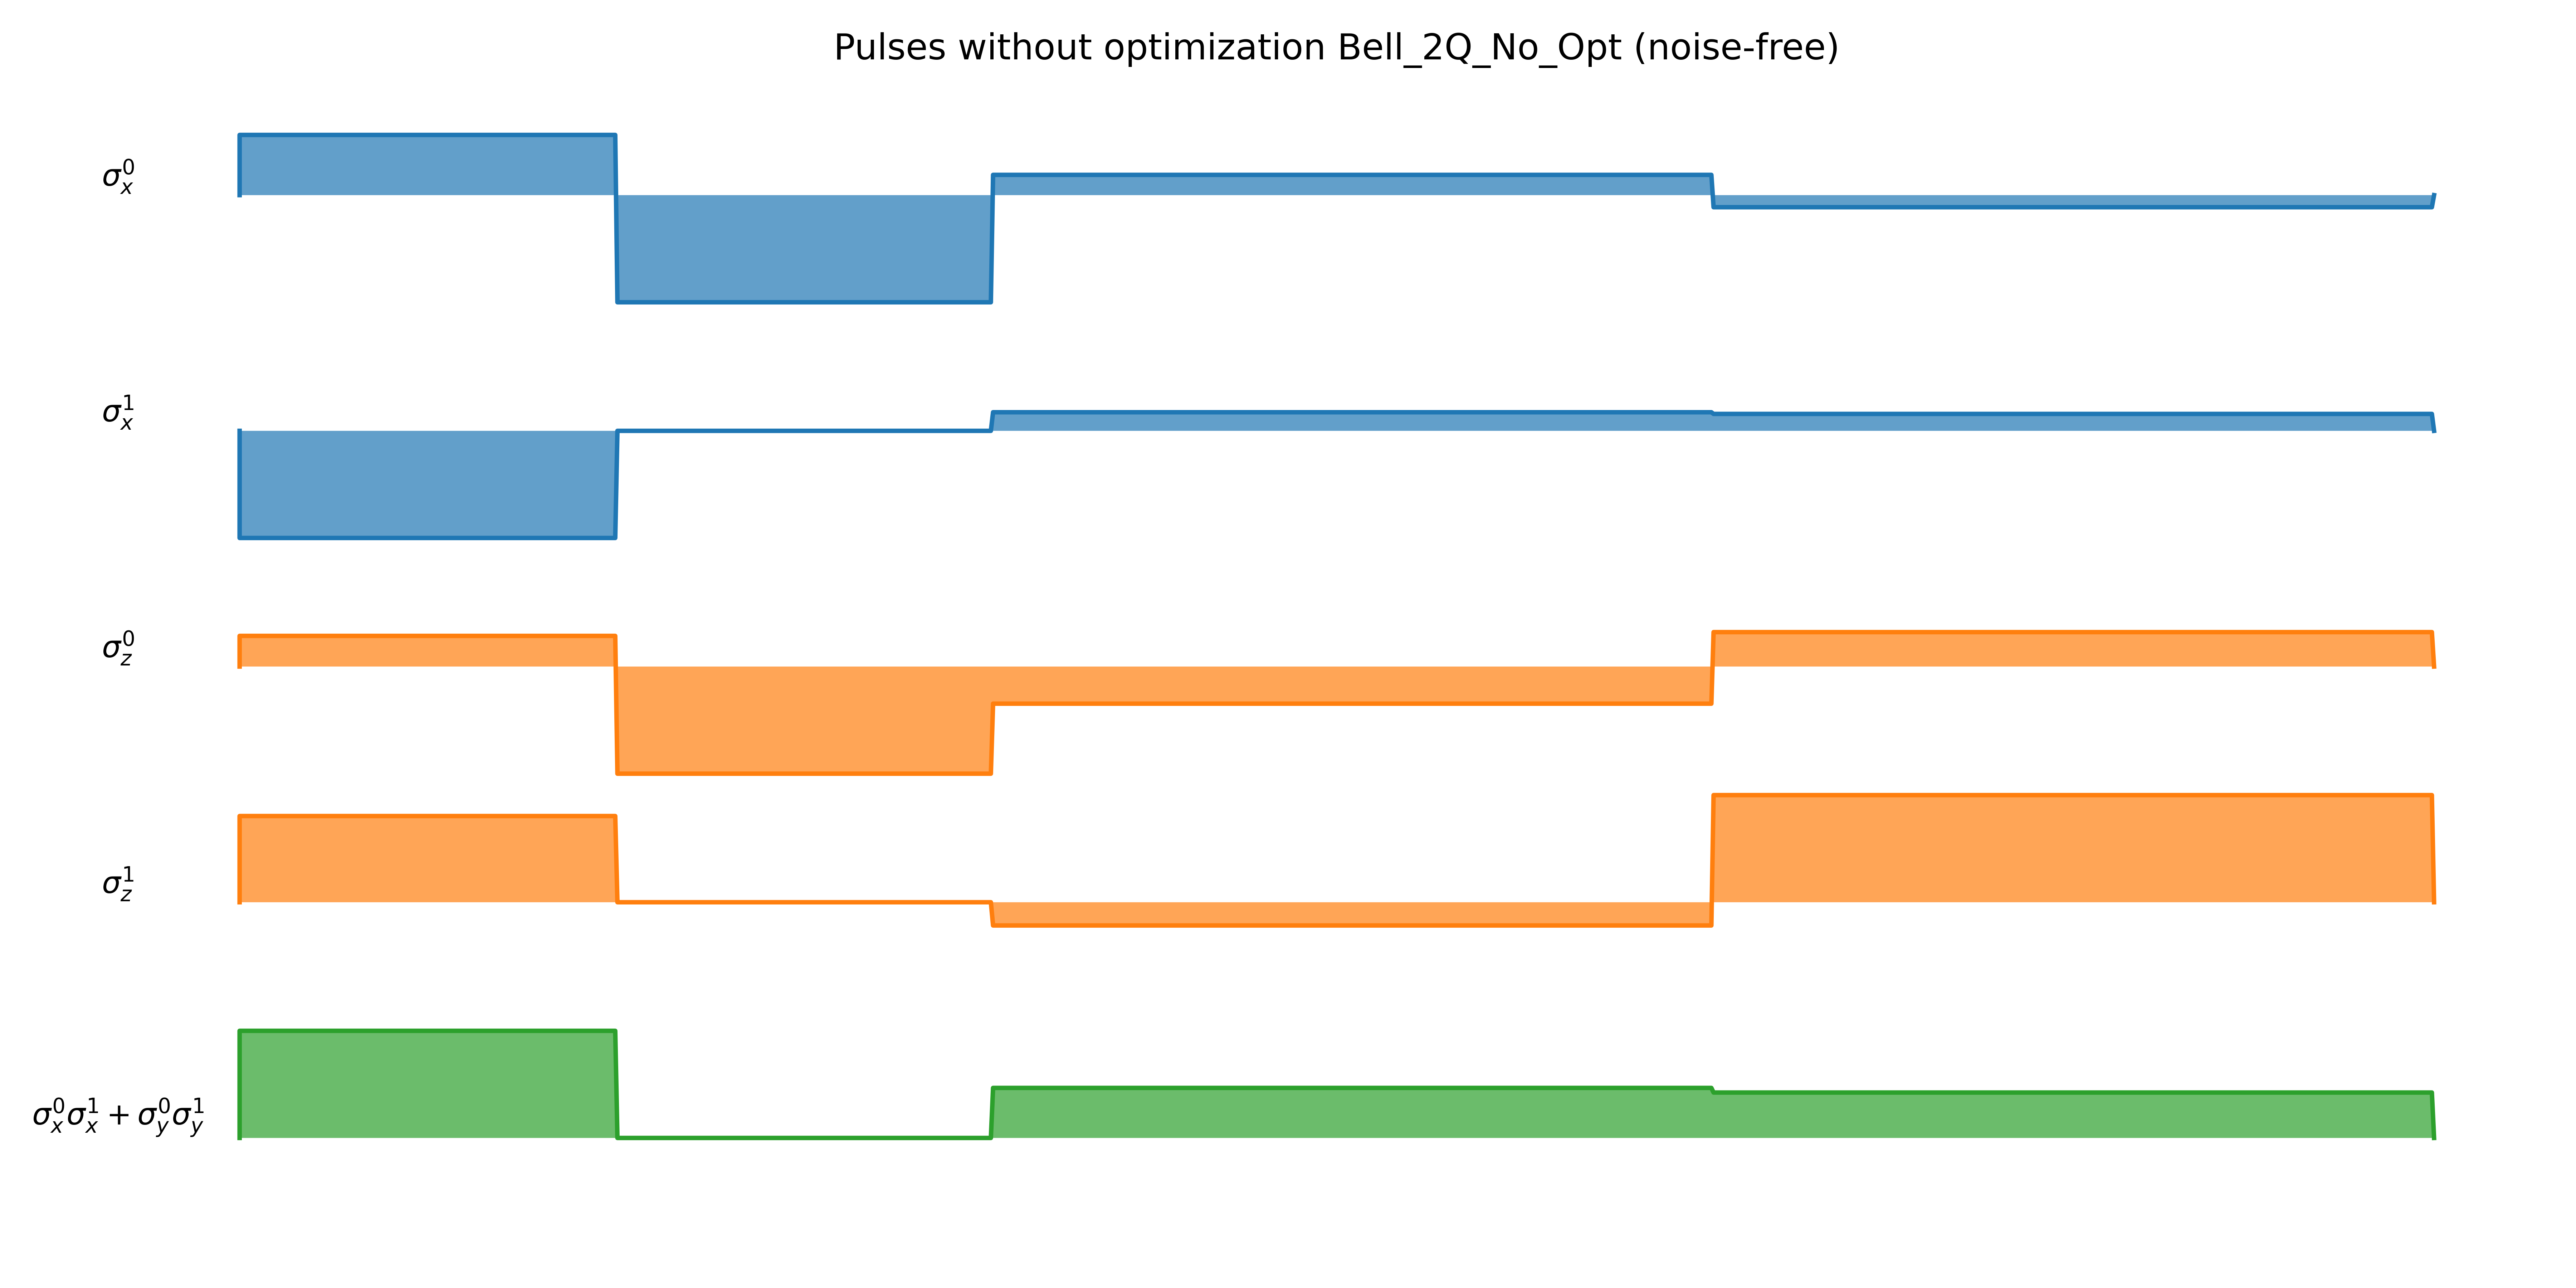 Pulses without optimization Bell_2Q_No_Opt (noise-free)
σ_x^0
σ_x^1
σ_z^0
σ_z^1
σ_x^0σ_x^1 + σ_y^0σ_y^1